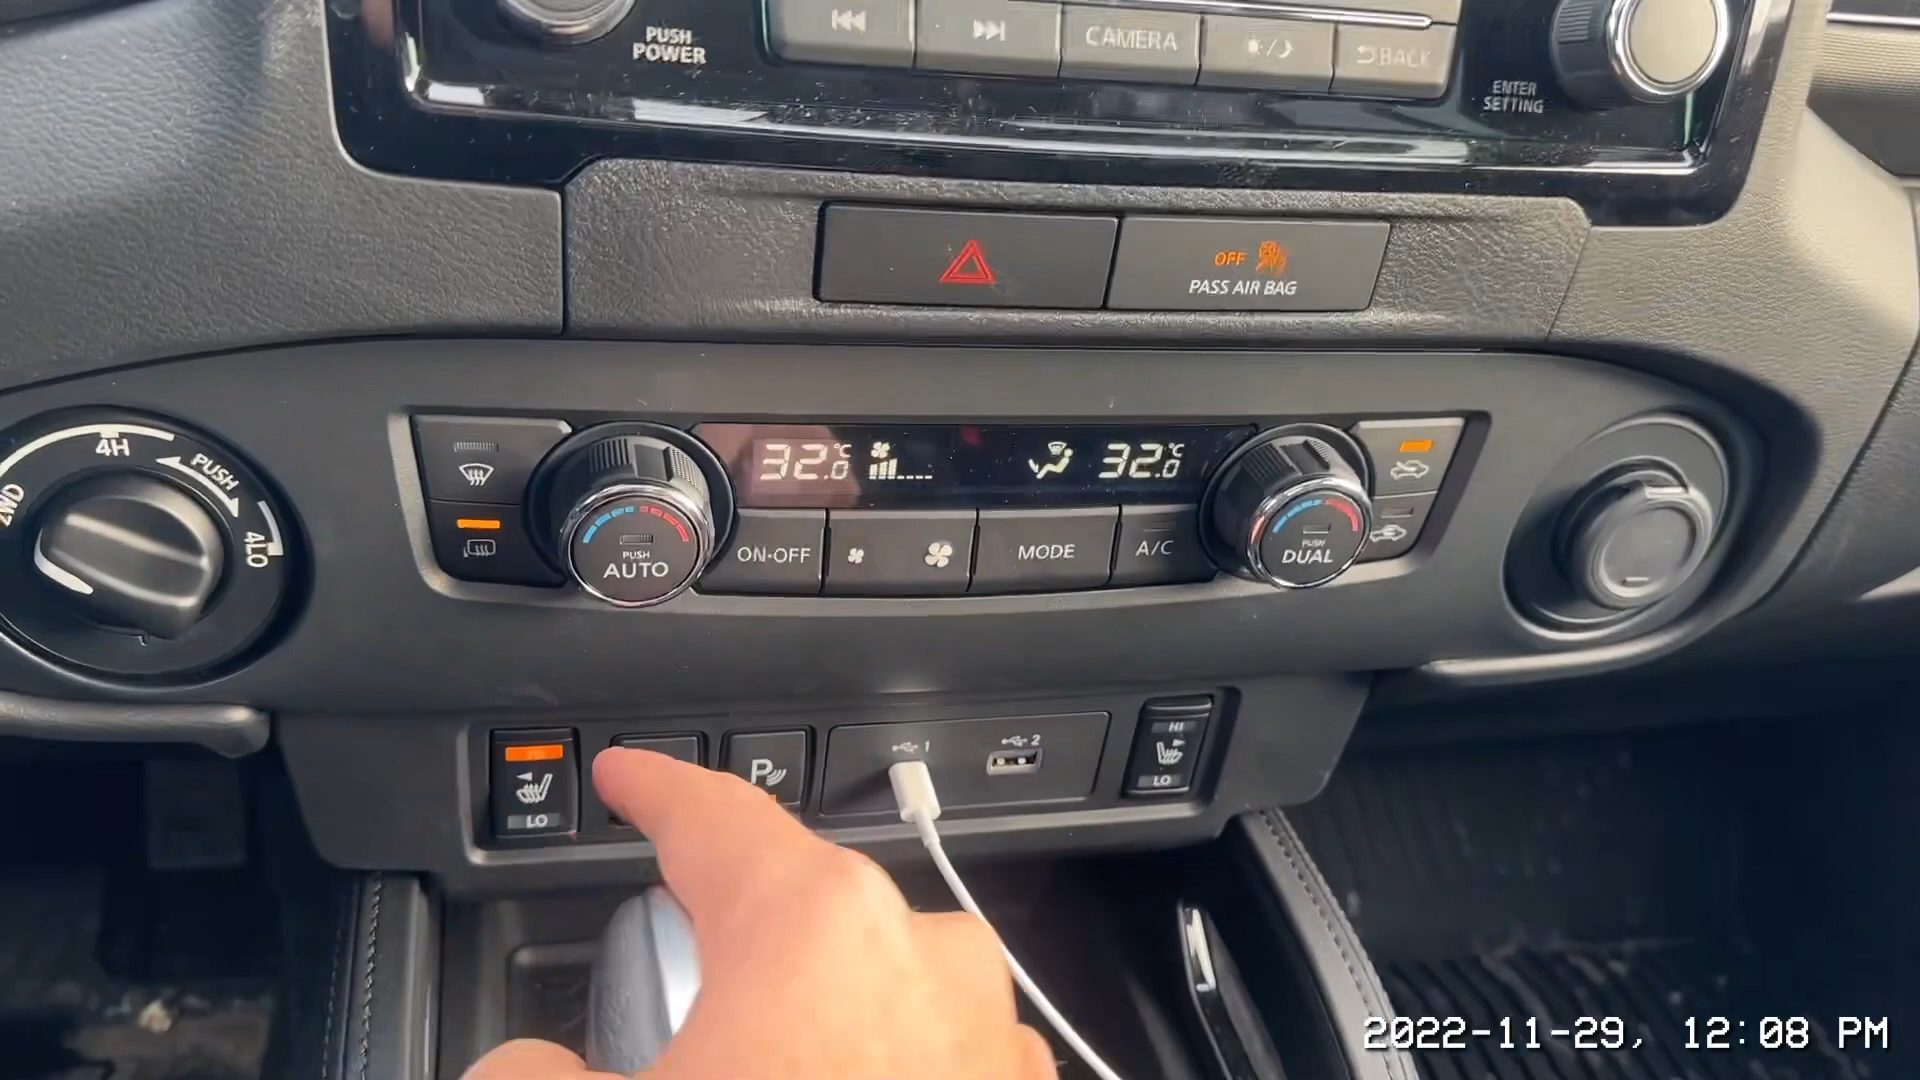 PUSH
POWER
CAMERA
BACK
ENTER
SETTING
OFF
PASS AIR BAG
4H
PUSH
2WD
4LO
32.0°C
32.0°C
PUSH
AUTO
ON·OFF
MODE
A/C
PUSH
DUAL
LO
P
1
2
HI
LO
2022-11-29, 12:08 PM